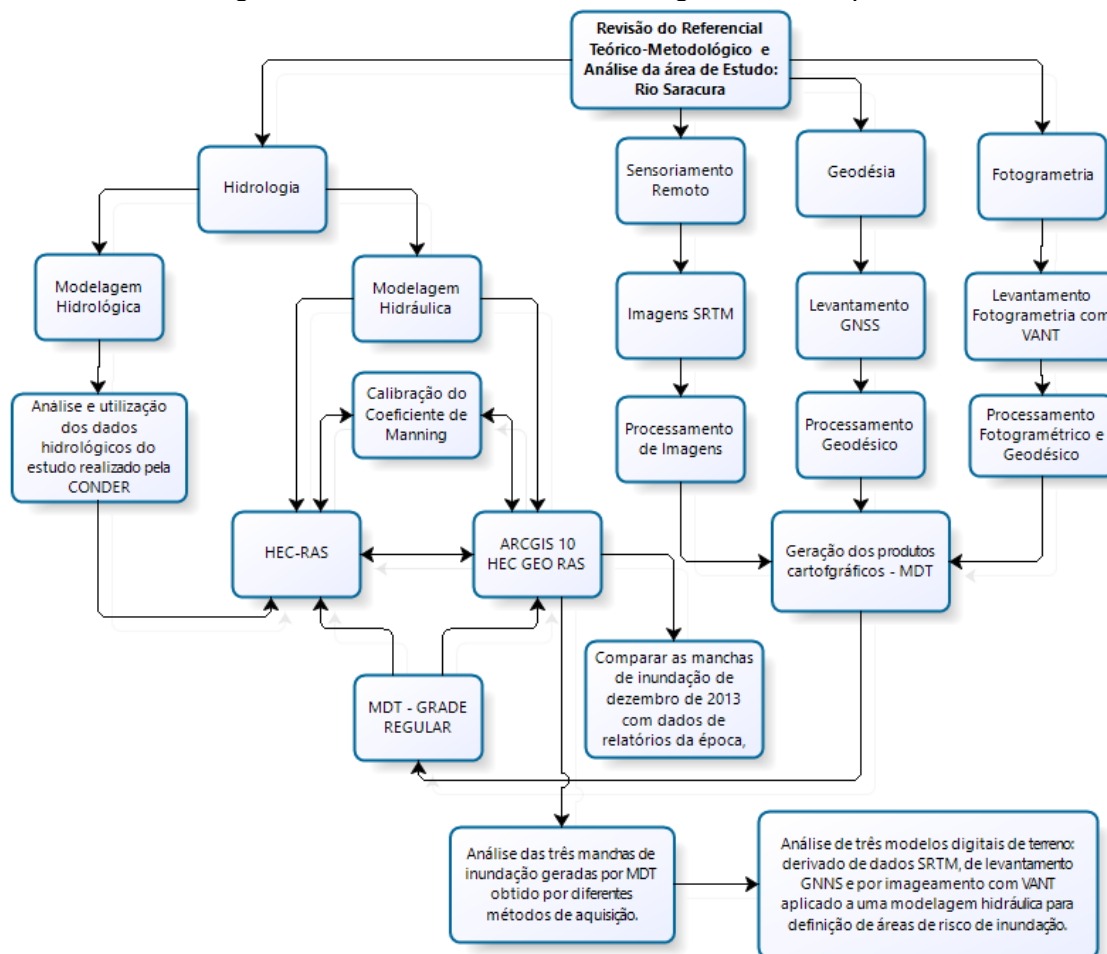 Revisão do Referencial
Teórico-Metodológico e
Análise da área de Estudo:
Rio Saracura
Hidrologia
Sensoriamento
Remoto
Geodésia
Fotogrametria
Modelagem
Hidrológica
Modelagem
Hidráulica
Imagens SRTM
Levantamento
GNSS
Levantamento
Fotogrametria com
VANT
Análise e utilização
dos dados
hidrológicos do
estudo realizado pela
CONDER
Calibração do
Coeficiente de
Manning
Processamento
de Imagens
Processamento
Geodésico
Processamento
Fotogramétrico e
Geodésico
HEC-RAS
ARCGIS 10
HEC GEO RAS
Geração dos produtos
cartofgráficos - MDT
MDT - GRADE
REGULAR
Comparar as manchas
de inundação de
dezembro de 2013
com dados de
relatórios da época,
Análise das três manchas de
inundação geradas por MDT
obtido por diferentes
métodos de aquisição.
Análise de três modelos digitais de terreno:
derivado de dados SRTM, de levantamento
GNNS e por imageamento com VANT
aplicado a uma modelagem hidráulica para
definição de áreas de risco de inundação.